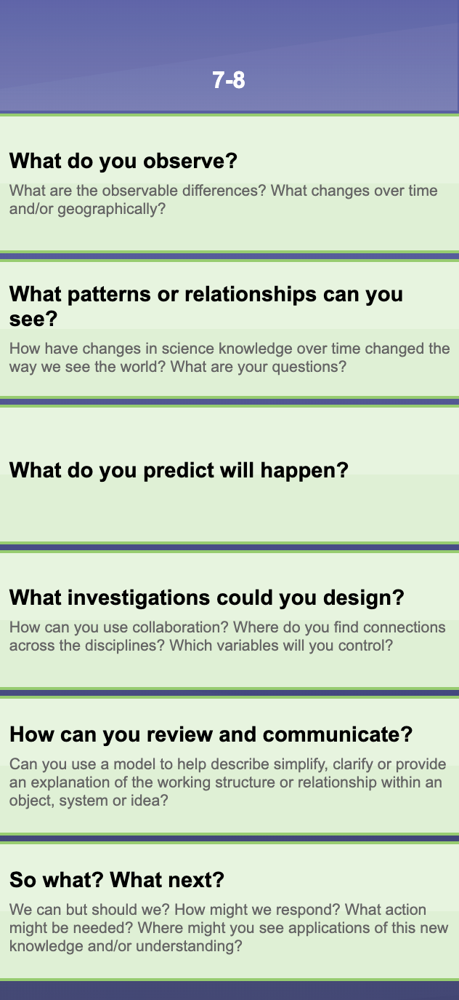 7-8
What do you observe?
What are the observable differences? What changes over time
and/or geographically?
What patterns or relationships can you
see?
How have changes in science knowledge over time changed the
way we see the world? What are your questions?
What do you predict will happen?
What investigations could you design?
How can you use collaboration? Where do you find connections
across the disciplines? Which variables will you control?
How can you review and communicate?
Can you use a model to help describe simplify, clarify or provide
an explanation of the working structure or relationship within an
object, system or idea?
So what? What next?
We can but should we? How might we respond? What action
might be needed? Where might you see applications of this new
knowledge and/or understanding?